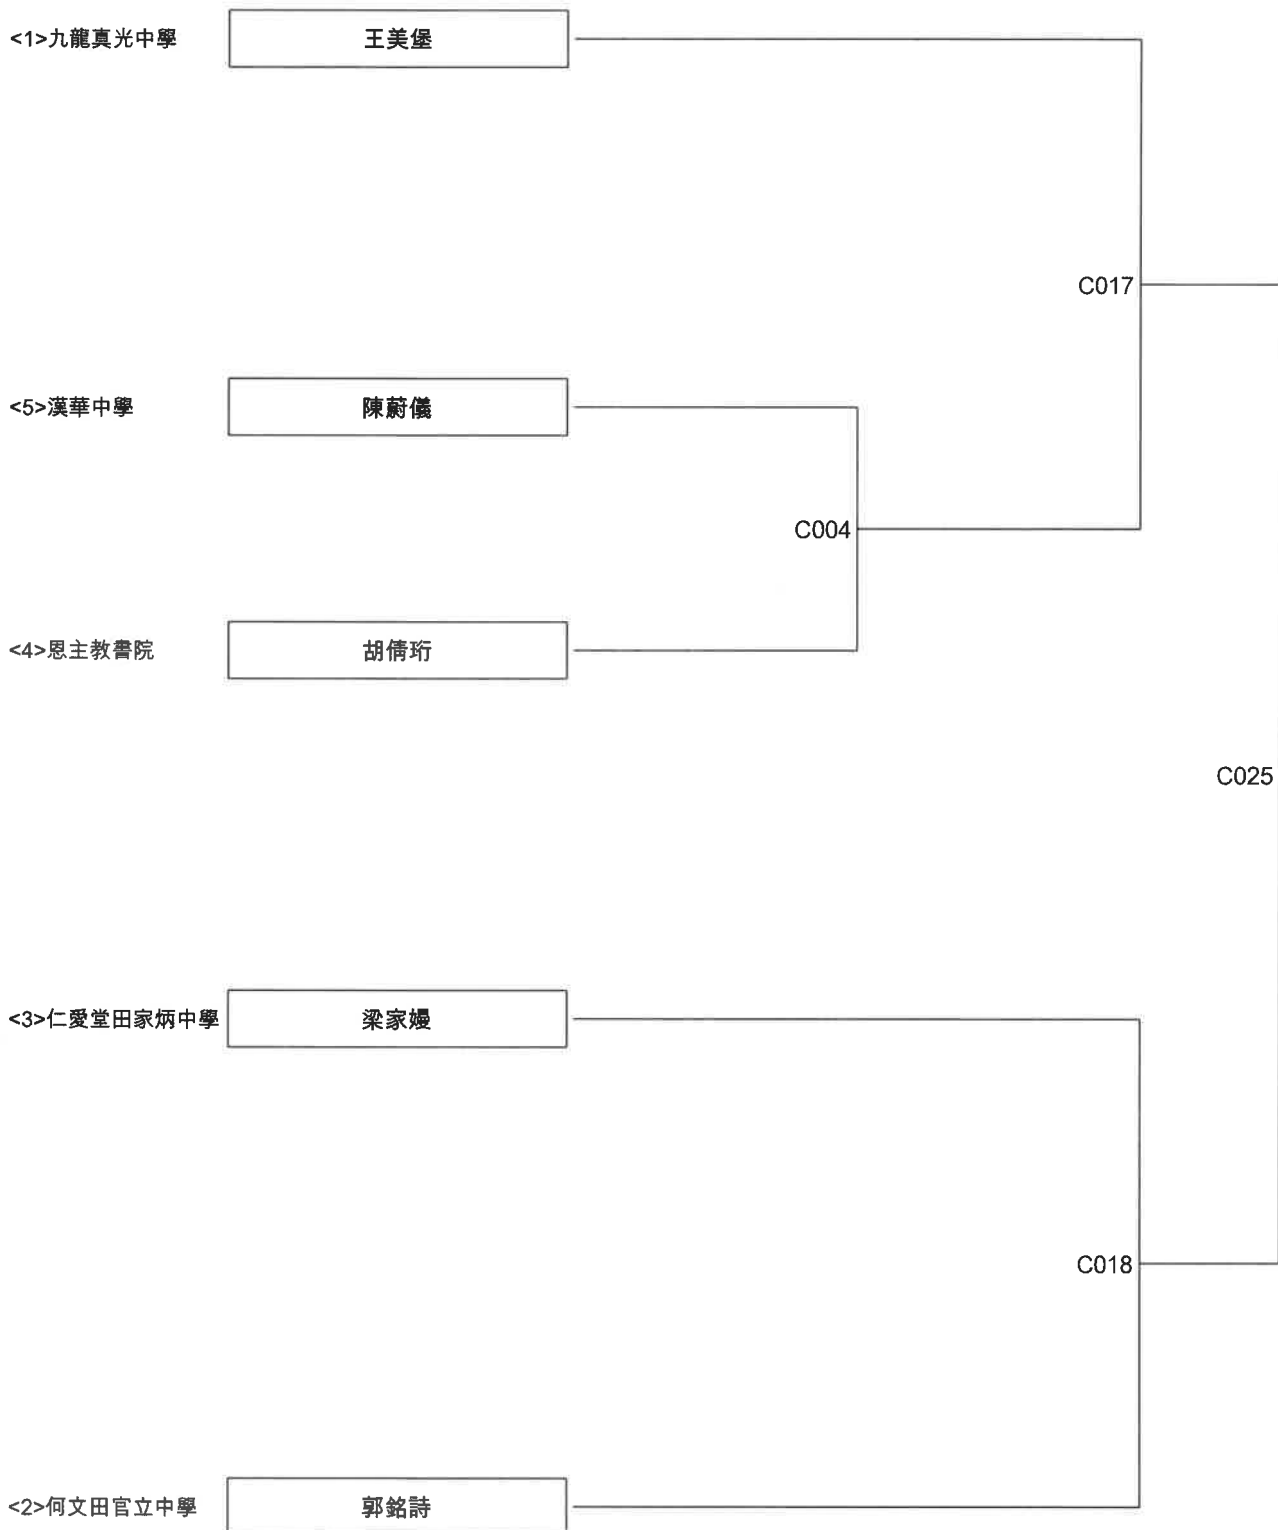 <1>九龍真光中學 王美堡
C017
<5>漢華中學 陳蔚儀
C004
<4>恩主教書院 胡倩珩
C025
<3>仁愛堂田家炳中學 梁家嫚
C018
<2>何文田官立中學 郭銘詩